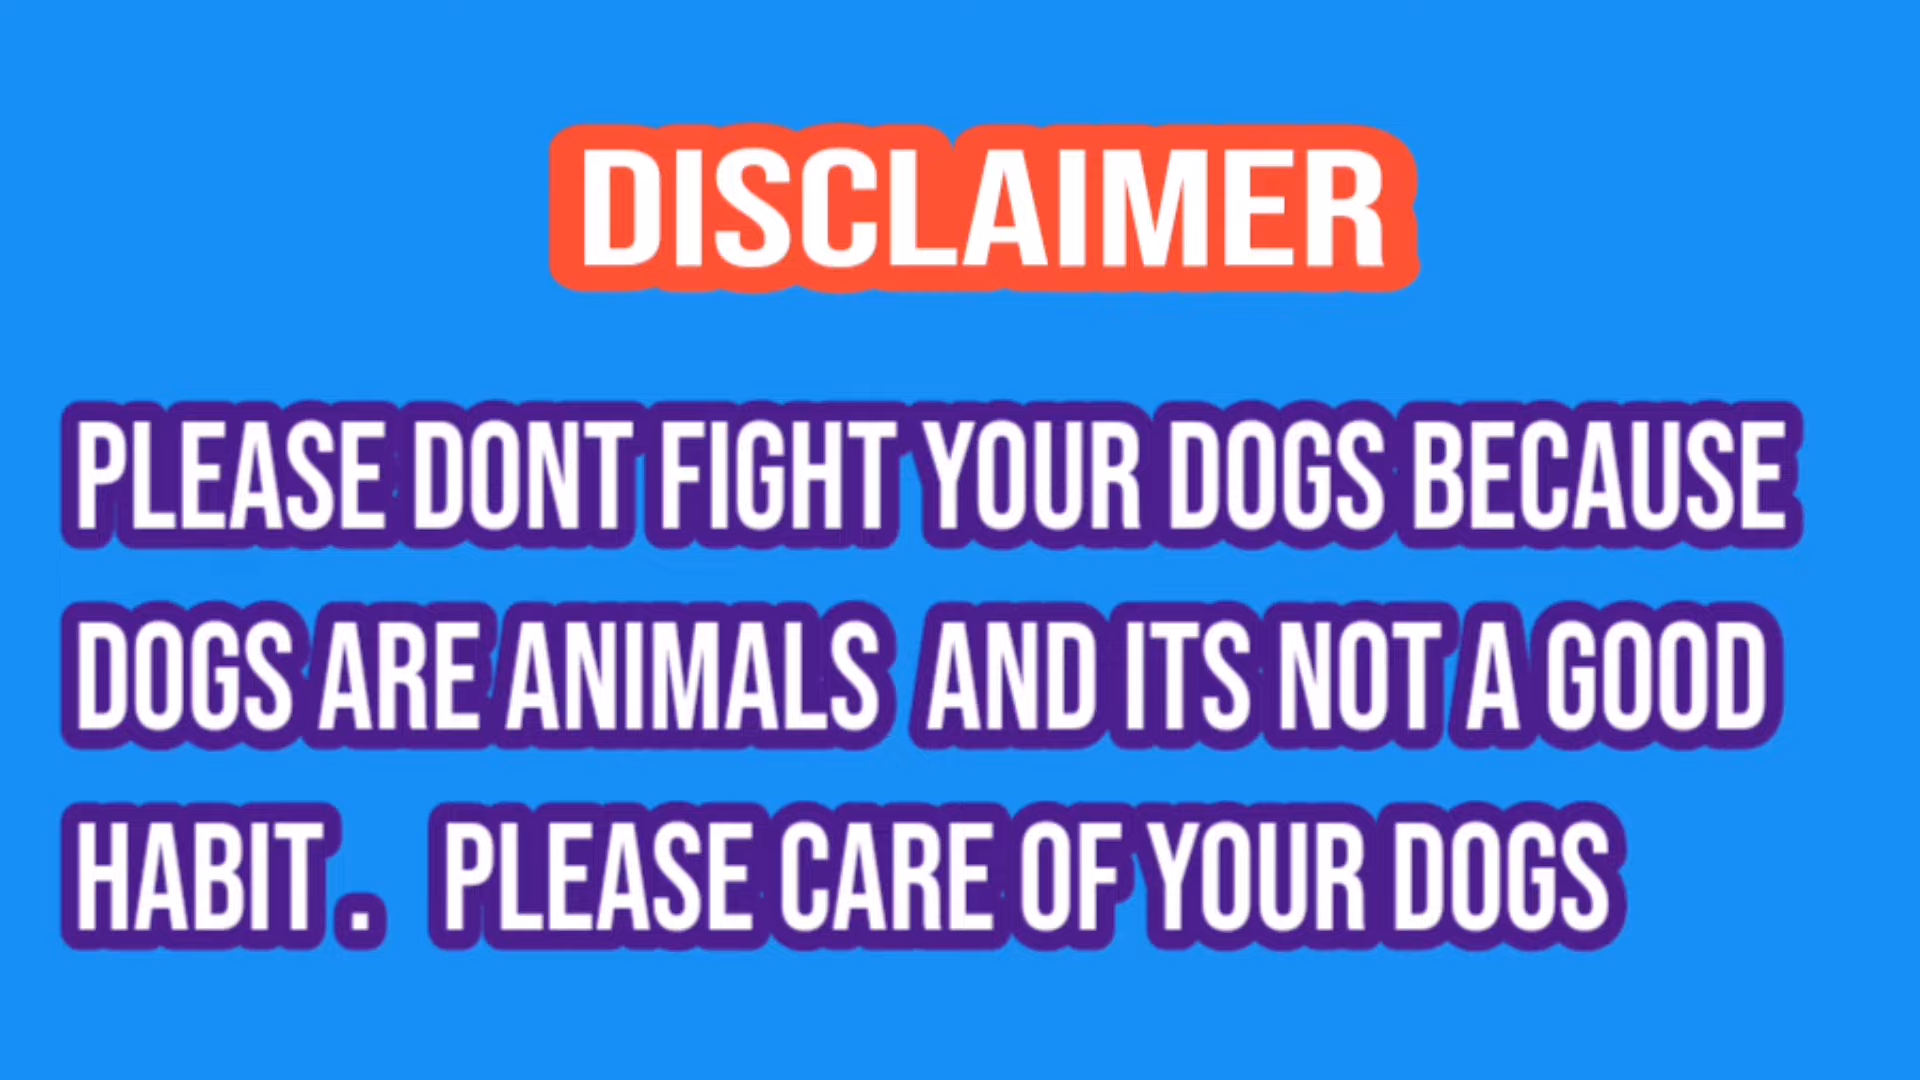 DISCLAIMER
PLEASE DONT FIGHT YOUR DOGS BECAUSE
DOGS ARE ANIMALS AND ITS NOT A GOOD
HABIT. PLEASE CARE OF YOUR DOGS